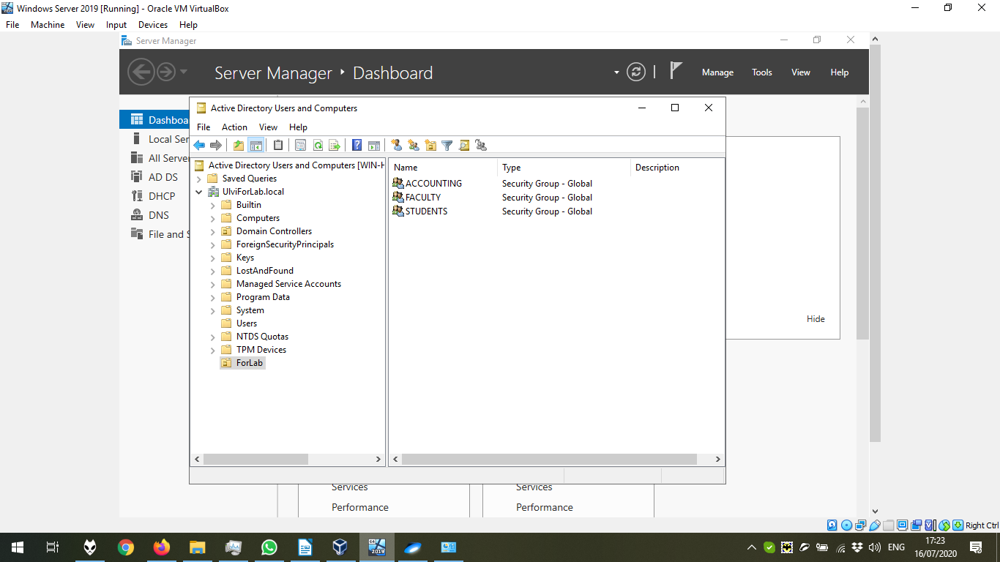 Windows Server 2019 [Running] - Oracle VM VirtualBox
File Machine View Input Devices Help
Server Manager
Server Manager Dashboard
Manage Tools View Help
Dashboa
Local Ser
All Serve
AD DS
DHCP
DNS
File and S
Active Directory Users and Computers
File Action View Help
Active Directory Users and Computers [WIN-H
Saved Queries
UlviForLab.local
Builtin
Computers
Domain Controllers
ForeignSecurityPrincipals
Keys
LostAndFound
Managed Service Accounts
Program Data
System
Users
NTDS Quotas
TPM Devices
ForLab
Name Type Description
ACCOUNTING Security Group - Global
FACULTY Security Group - Global
STUDENTS Security Group - Global
Hide
Services Services
Performance Performance
Right Ctrl
2019
ENG
17:23
16/07/2020